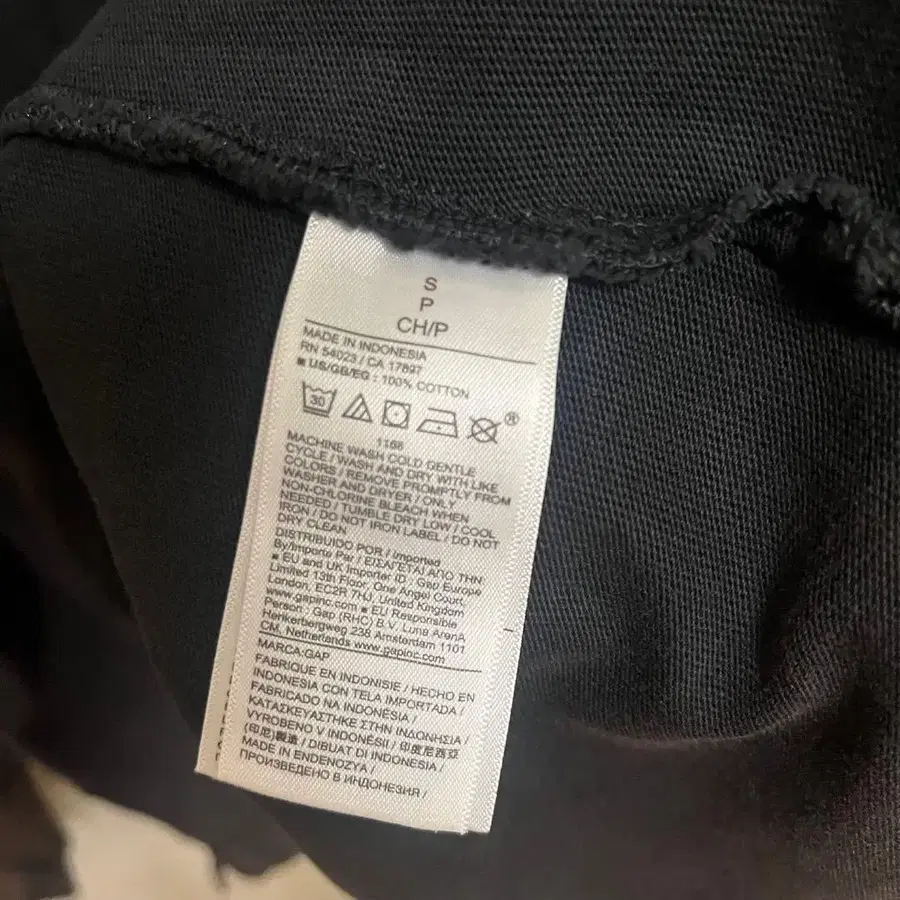 S
P
CH/P
MADE IN INDONESIA
RN 54023 / CA 17897
■ US/GB/EG : 100% COTTON
30 ®
1166
MACHINE WASH COLD GENTLE
CYCLE / WASH AND DRY WITH LIKE
COLORS / REMOVE PROMPTLY FROM
WASHER AND DRYER / ONLY
NON-CHLORINE BLEACH WHEN
NEEDED / TUMBLE DRY LOW / COOL
IRON / DO NOT IRON LABEL / DO NOT
DRY CLEAN
DISTRIBUIDO POR / Imported
By/Importe Par / ΕΙΣΑΓΕΤΑΙ ΑΠΟ ΤΗΝ
■ EU and UK Importer ID : Gap Europe
Limited 13th Floor, One Angel Court,
London, EC2R 7HJ, United Kingdom
www.gapinc.com ■ EU Responsible
Person : Gap (RHC) B.V. Luna ArenA
Herikerbergweg 238 Amsterdam 1101
CM, Netherlands www.gapinc.com
MARCA:GAP
FABRIQUE EN INDONISIE / HECHO EN
INDONESIA CON TELA IMPORTADA /
FABRICADO NA INDONÉSIA /
ΚΑΤΑΣΚΕΥΑΣΤΗΚΕ ΣΤΗΝ ΙΝΔΟΝΗΣΙΑ /
VYROBENO V INDONÉSII / 印度尼西亞
(印尼)製造 / DIBUAT DI INDONESIA /
MADE IN ENDENOZYA /
ПРОИЗВЕДЕНО В ИНДОНЕЗИЯ /